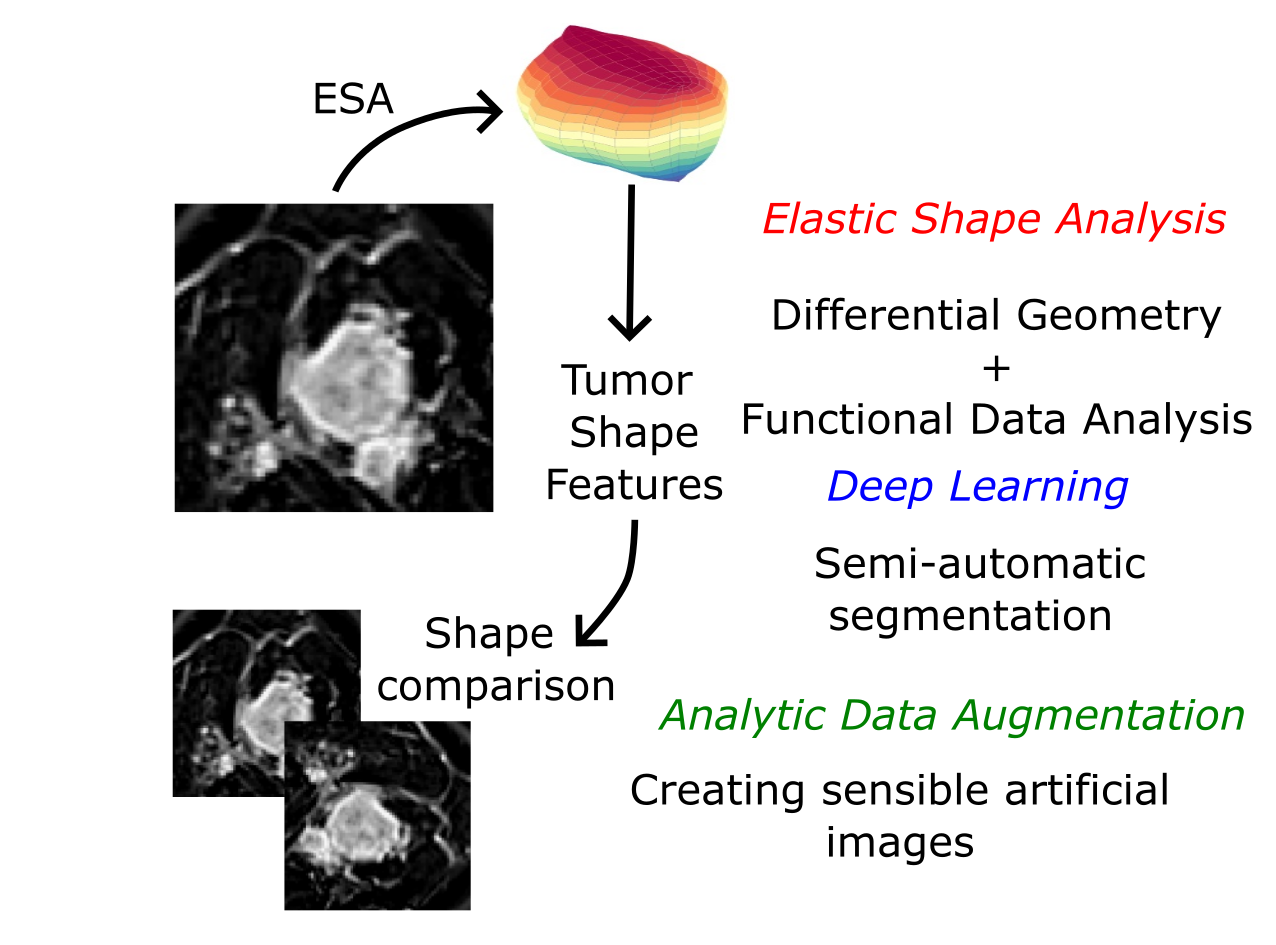 ESA
Tumor
Shape
Features
Shape
comparison
Elastic Shape Analysis
Differential Geometry
+
Functional Data Analysis
Deep Learning
Semi-automatic
segmentation
Analytic Data Augmentation
Creating sensible artificial
images